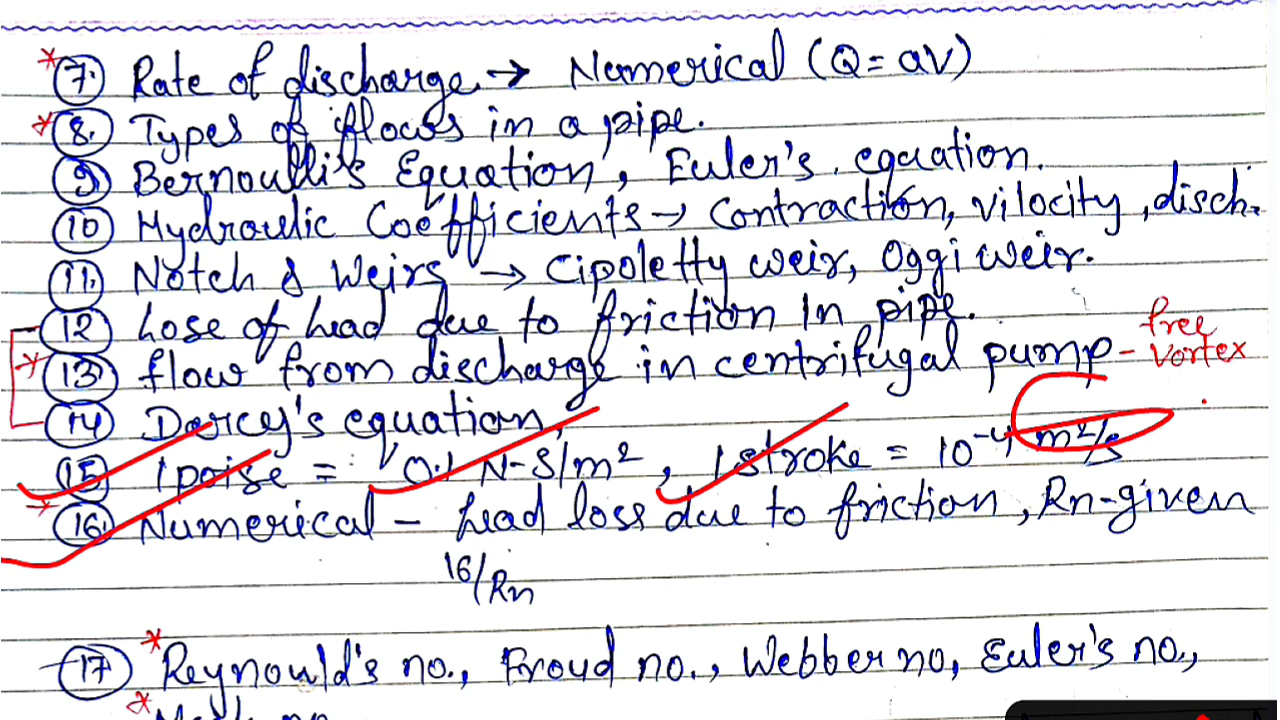 *7. Rate of discharge → Numerical (Q=av)
*8. Types of flows in a pipe.
9) Bernoulli's Equation, Euler's equation.
10 Hydraulic Coefficients → Contraction, vilocity, disch.
11. Notch & Weirs → Cipoletty weir, Oggi weir.
12 Lose of head due to friction In pipe.
*13 flow from discharge in centrifugal pump - free vortex
14 Darcy's equation,
15 1 poise = 0.1 N-S/m², 1 stroke = 10⁻⁴ m²/s
*16. Numerical - head loss due to friction, Rn-given
16/Rn
17 *Reynould's no., Froud no., Webber no, Euler's no.,